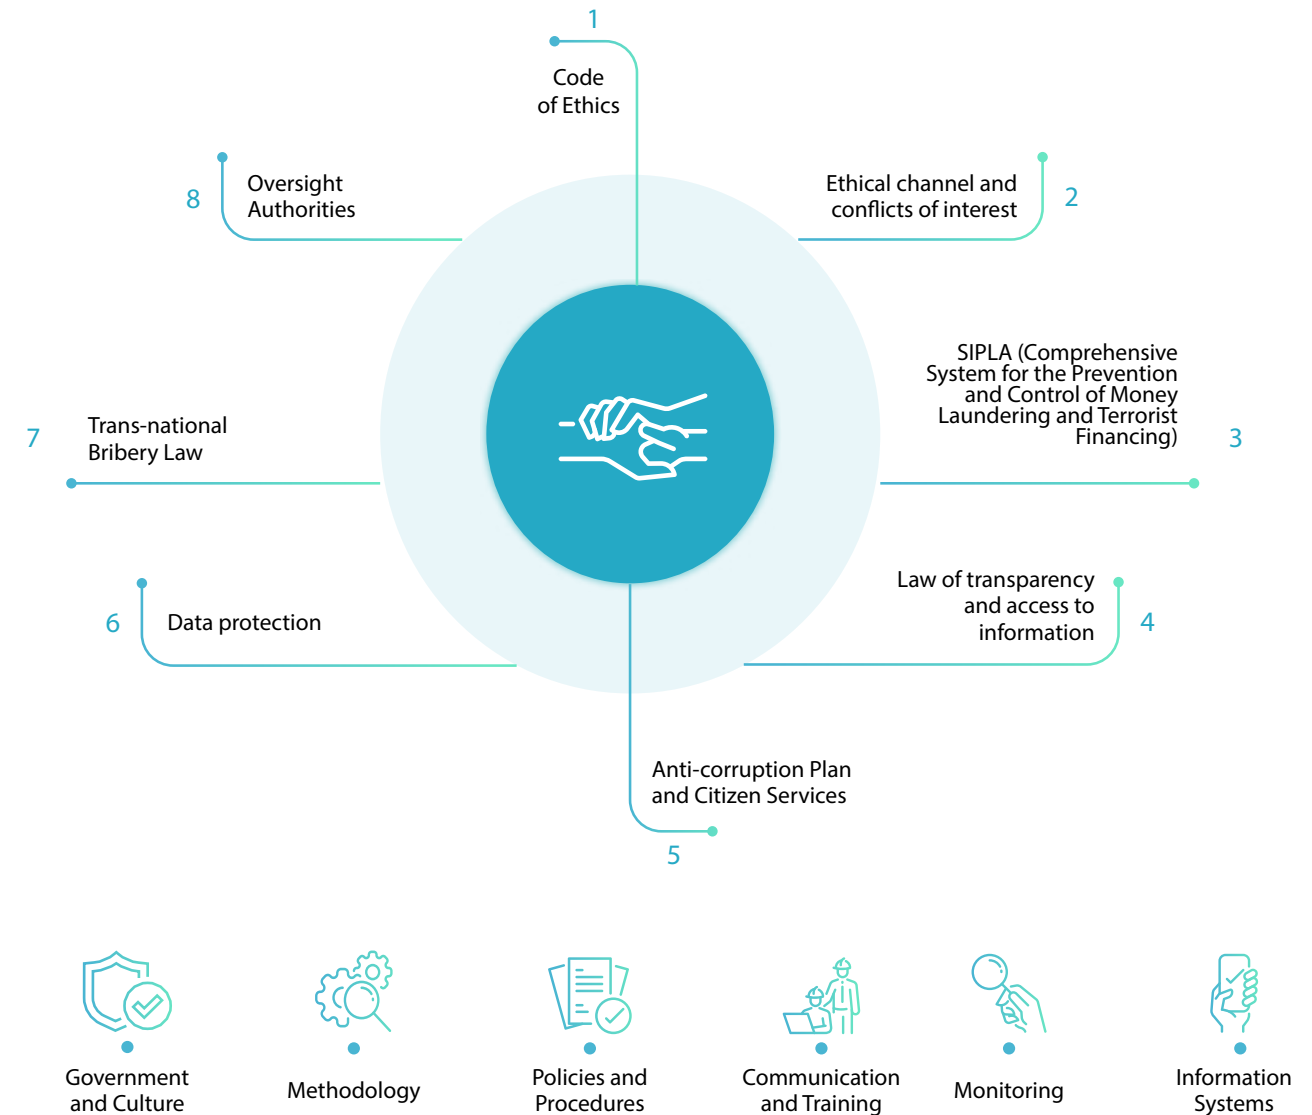 1
Code
of Ethics
Ethical channel and
conflicts of interest
2
SIPLA (Comprehensive
System for the Prevention
and Control of Money
Laundering and Terrorist
Financing)
3
Law of transparency
and access to
information
4
Anti-corruption Plan
and Citizen Services
5
6
Data protection
7
Trans-national
Bribery Law
8
Oversight
Authorities
Government
and Culture
Methodology
Policies and
Procedures
Communication
and Training
Monitoring
Information
Systems